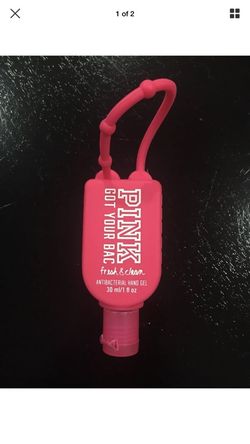 1 of 2
PINK
GOT YOUR BAC
fresh & clean
ANTIBACTERIAL HAND GEL
30 ml/1 fl oz